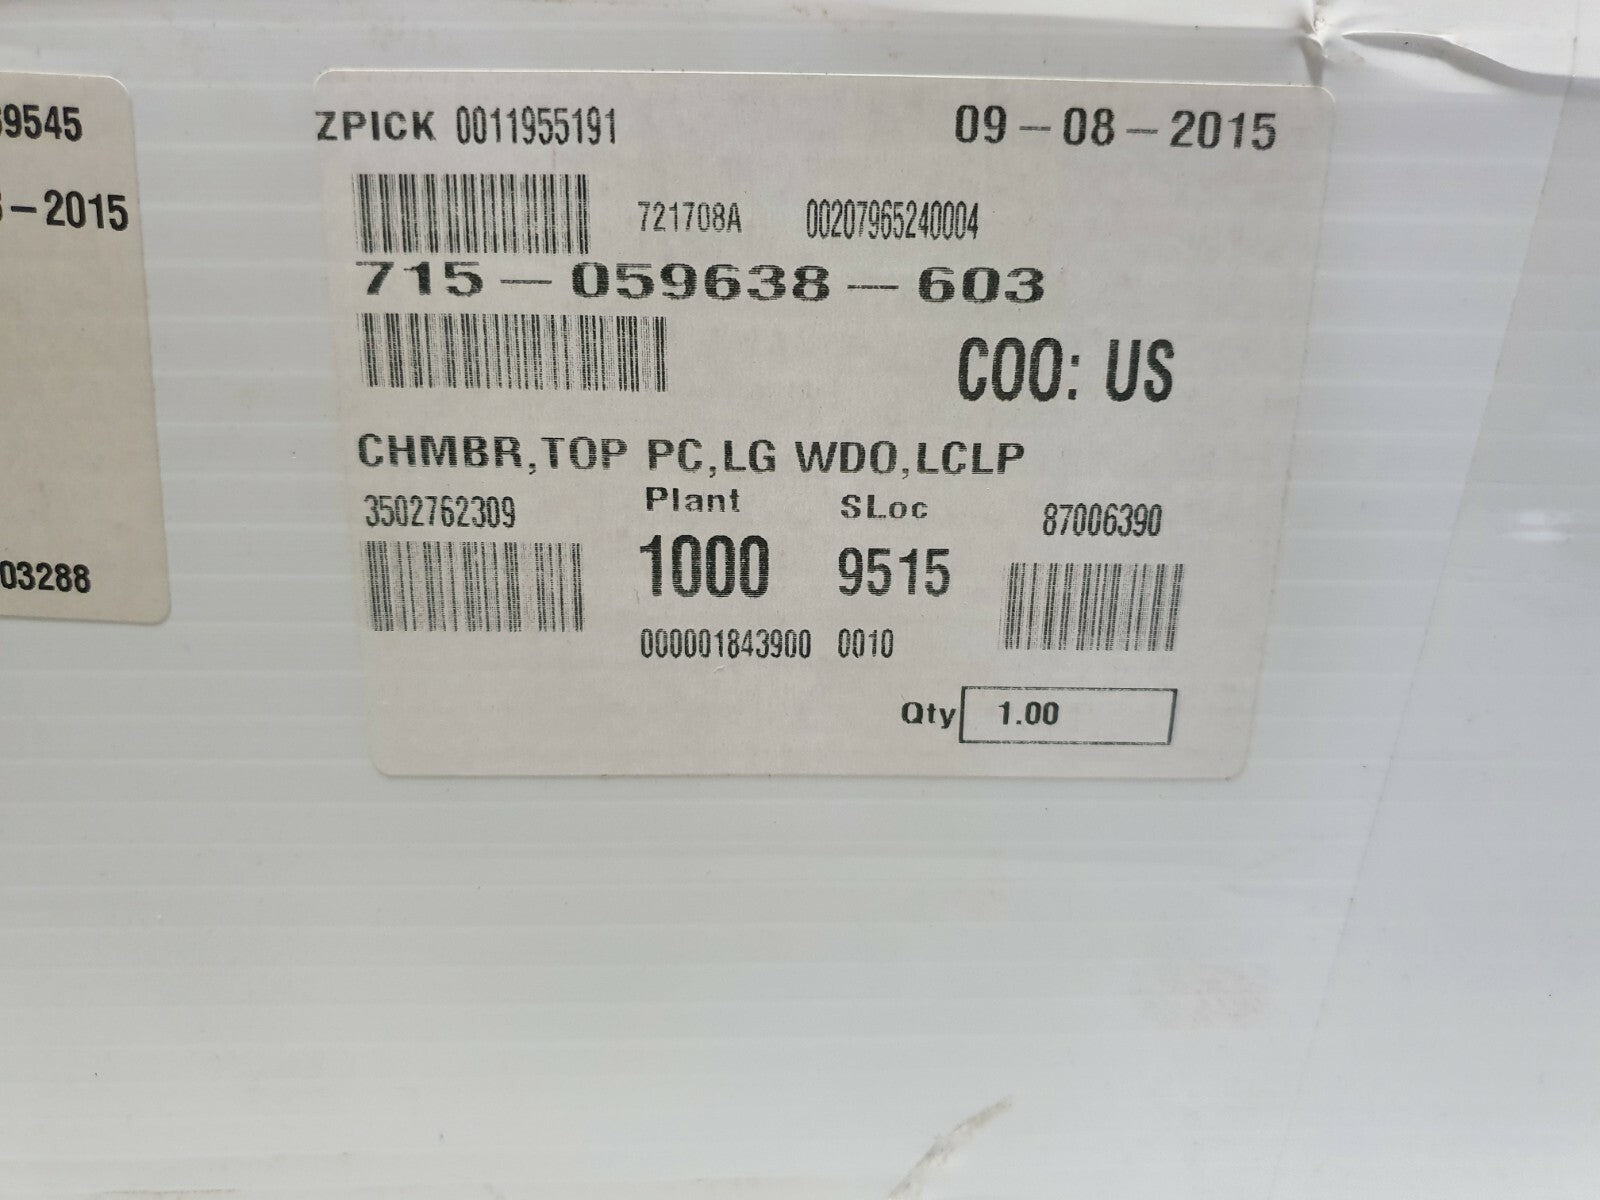 9545
-2015
03288
ZPICK 0011955191 09-08-2015
721708A 00207965240004
715-059638-603
COO: US
CHMBR,TOP PC,LG WDO,LCLP
3502762309 Plant SLoc 87006390
1000 9515
000001843900 0010
Qty 1.00